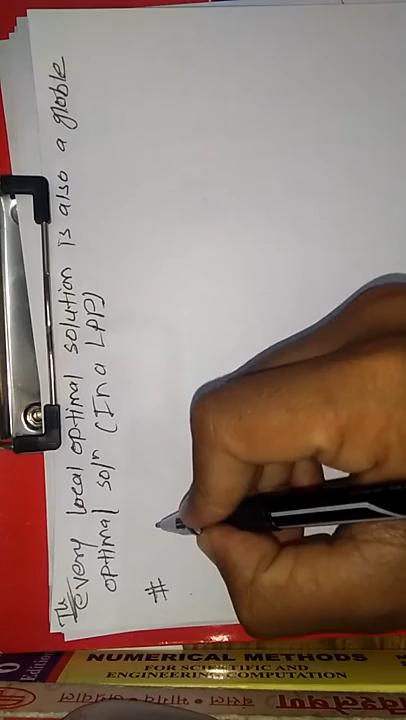 Th Every local optimal solution is also a globle
optimal solⁿ (In a LPP)
#
Edition
NUMERICAL METHODS
FOR SCIENTIFIC AND
ENGINEERING COMPUTATION